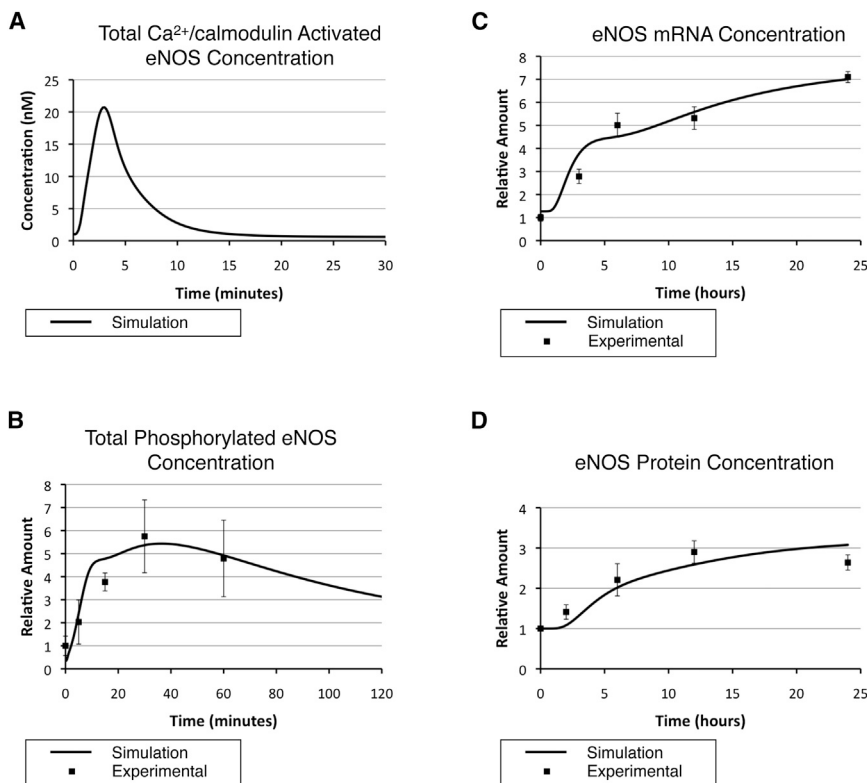 A
Total Ca²⁺/calmodulin Activated
eNOS Concentration
Concentration (nM)
25
20
15
10
5
0
0 5 10 15 20 25 30
Time (minutes)
Simulation
B
Total Phosphorylated eNOS
Concentration
Relative Amount
8
7
6
5
4
3
2
1
0
0 20 40 60 80 100 120
Time (minutes)
Simulation
Experimental
C
eNOS mRNA Concentration
Relative Amount
8
7
6
5
4
3
2
1
0
0 5 10 15 20 25
Time (hours)
Simulation
Experimental
D
eNOS Protein Concentration
Relative Amount
4
3
2
1
0
0 5 10 15 20 25
Time (hours)
Simulation
Experimental